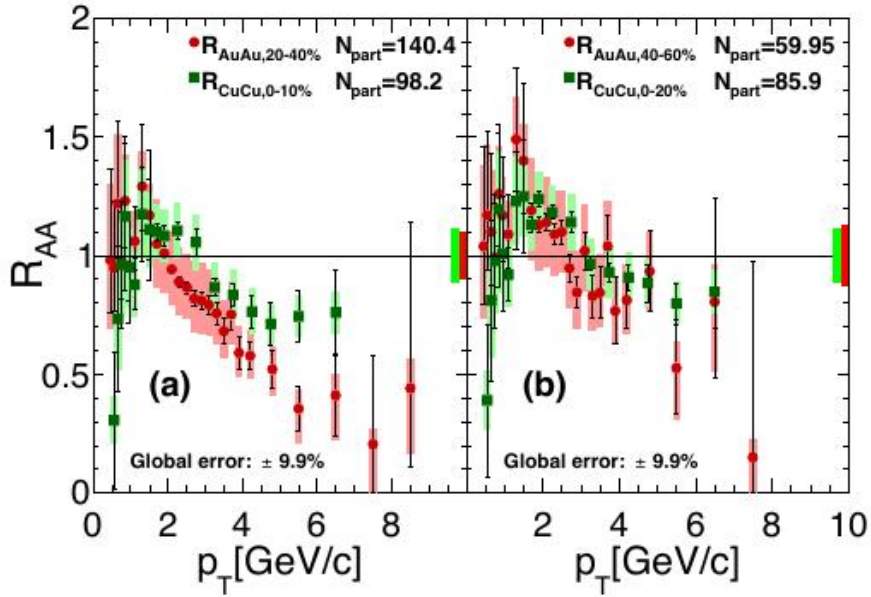 2
R_AuAu,20-40% N_part=140.4
R_CuCu,0-10% N_part=98.2
R_AuAu,40-60% N_part=59.95
R_CuCu,0-20% N_part=85.9
1.5
R_AA
1
0.5
(a)
(b)
Global error: ± 9.9%
Global error: ± 9.9%
0
0 2 4 6 8
2 4 6 8 10
p_T[GeV/c]
p_T[GeV/c]